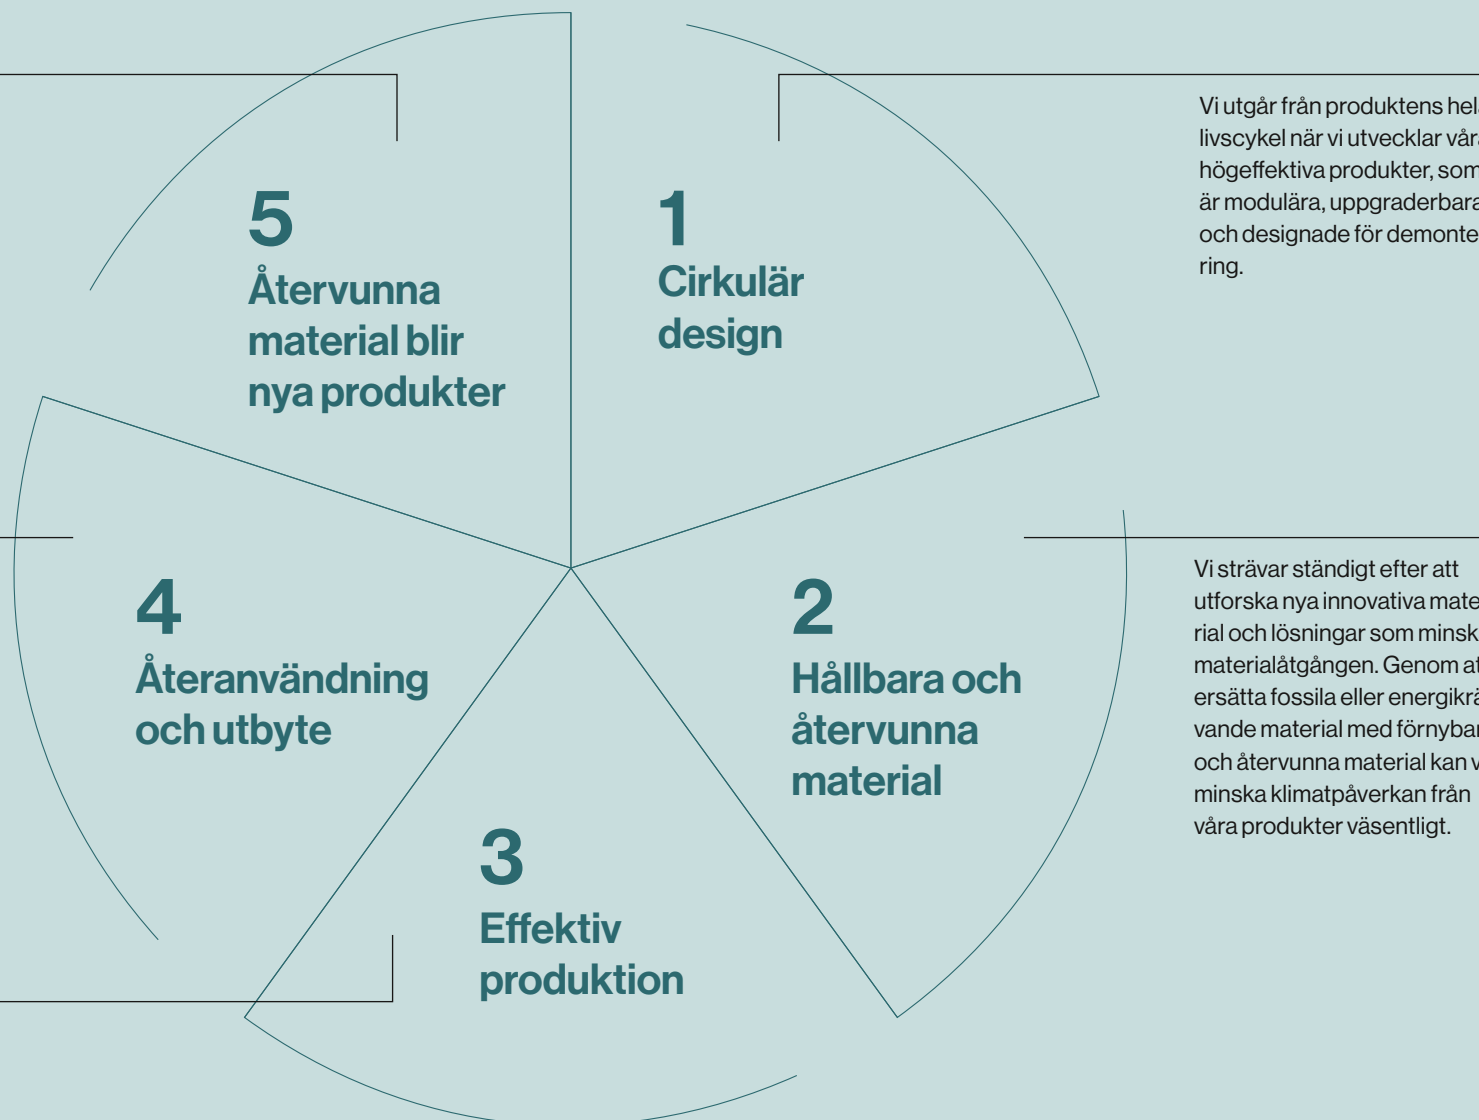 5
Återvunna
material blir
nya produkter
1
Cirkulär
design
Vi utgår från produktens hela
livscykel när vi utvecklar våra
högeffektiva produkter, som
är modulära, uppgraderbara
och designade för demonte
ring.
4
Återanvändning
och utbyte
2
Hållbara och
återvunna
material
Vi strävar ständigt efter att
utforska nya innovativa mate
rial och lösningar som minsk
materialåtgången. Genom at
ersätta fossila eller energikrä
vande material med förnybar
och återvunna material kan v
minska klimatpåverkan från
våra produkter väsentligt.
3
Effektiv
produktion